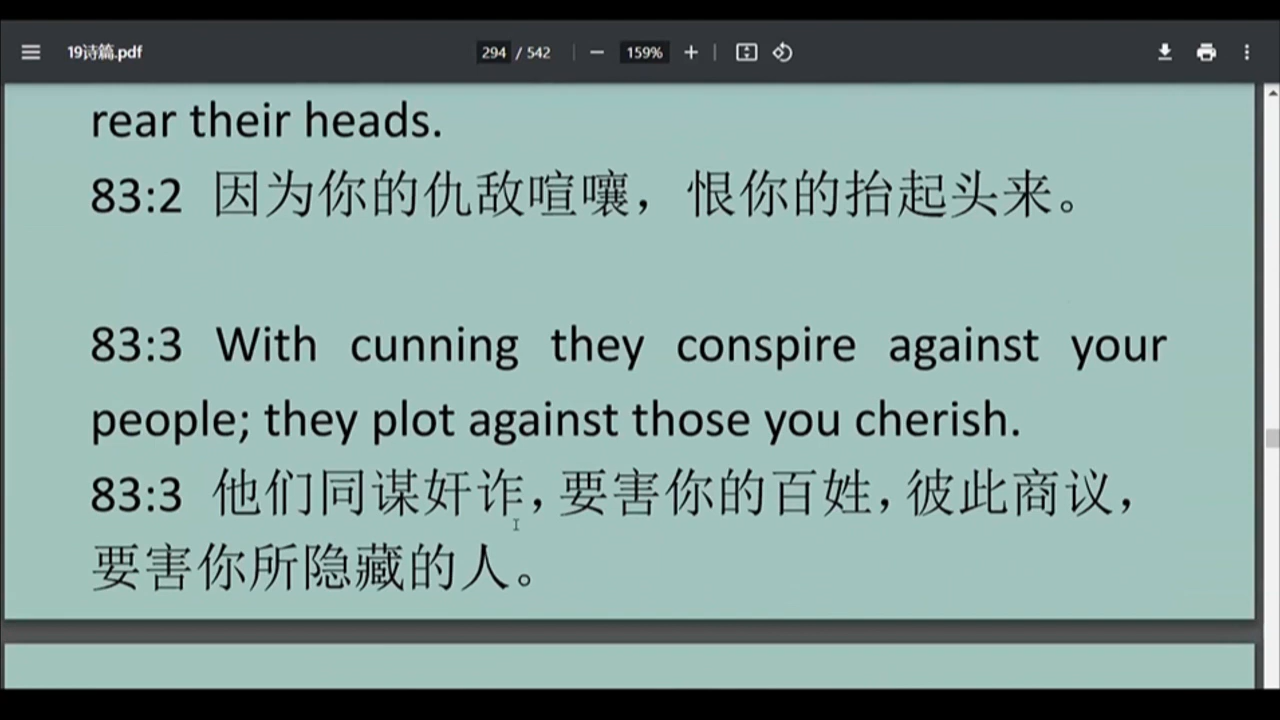 19诗篇.pdf
294 / 542
159%
rear their heads.
83:2 因为你的仇敌喧嚷，恨你的抬起头来。
83:3 With cunning they conspire against your
people; they plot against those you cherish.
83:3 他们同谋奸诈，要害你的百姓，彼此商议，
要害你所隐藏的人。